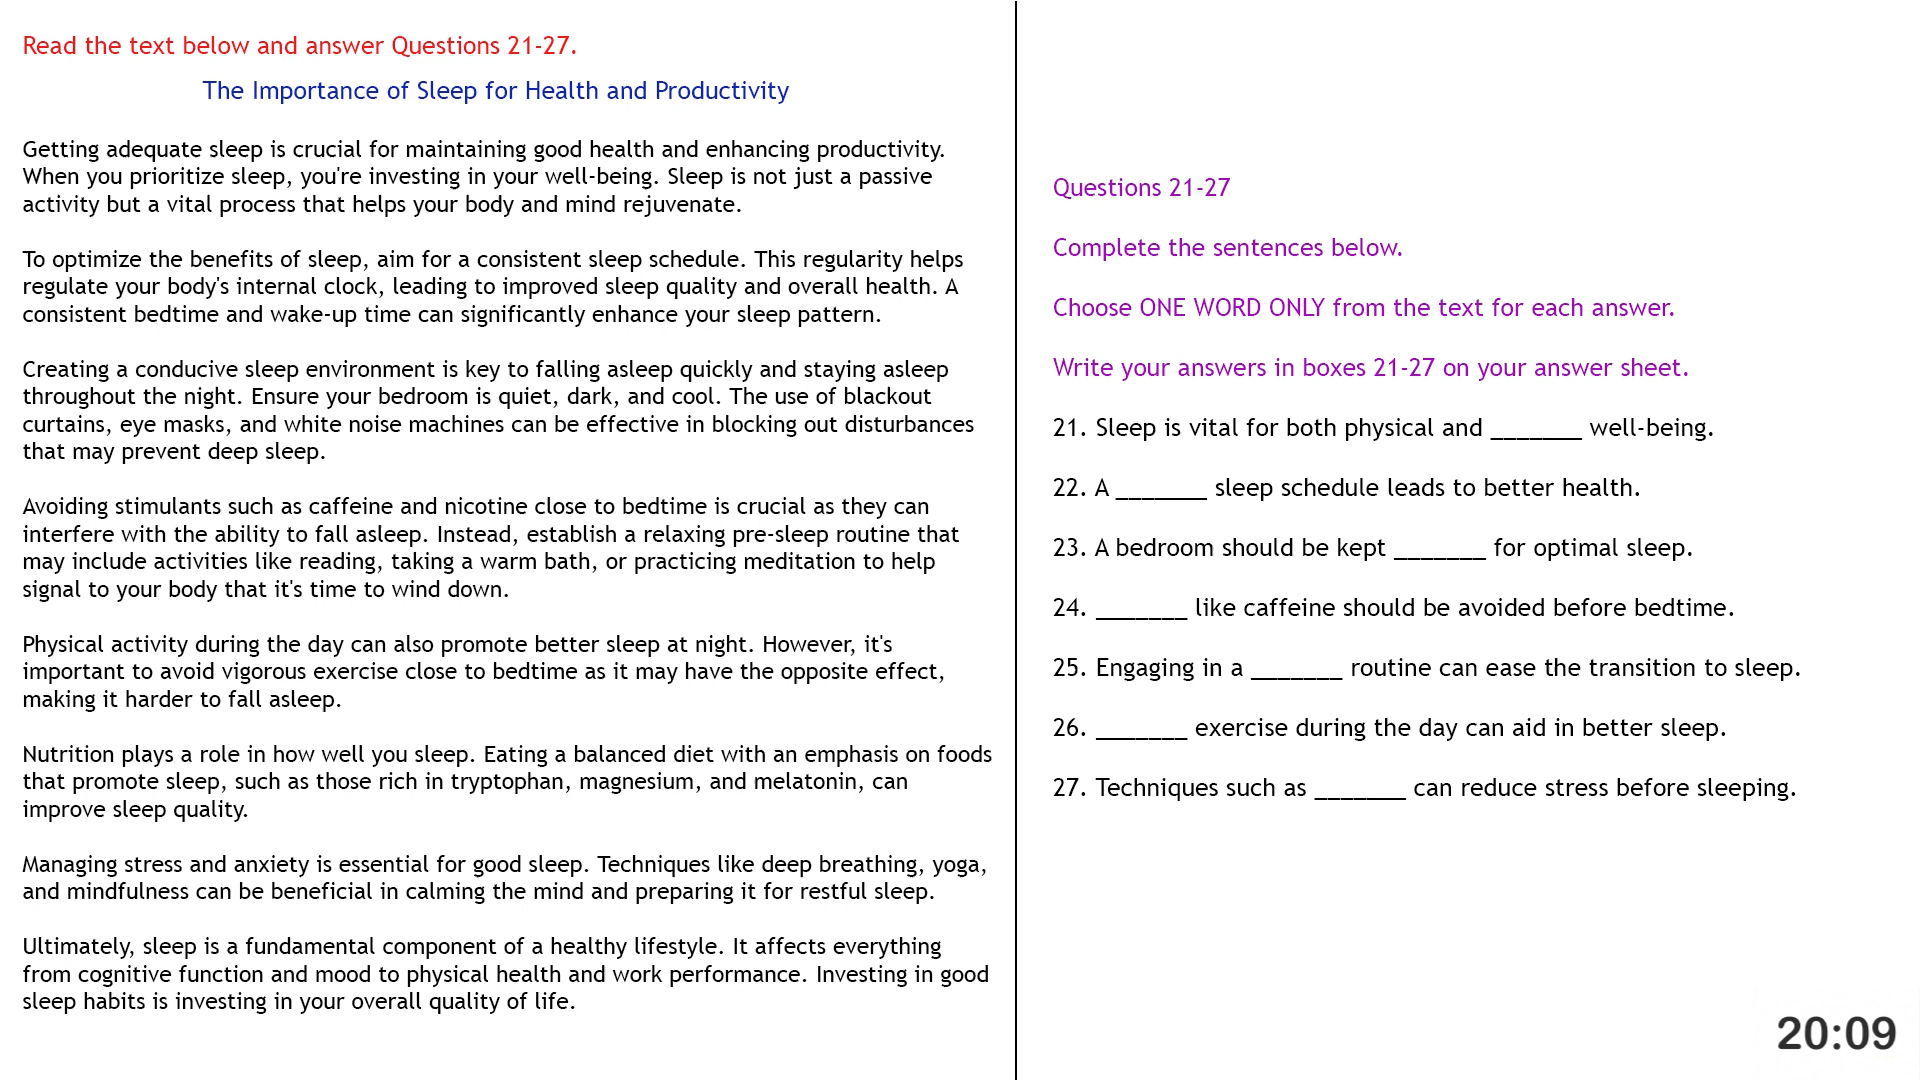 Read the text below and answer Questions 21-27.
The Importance of Sleep for Health and Productivity
Getting adequate sleep is crucial for maintaining good health and enhancing productivity.
When you prioritize sleep, you're investing in your well-being. Sleep is not just a passive
activity but a vital process that helps your body and mind rejuvenate.
To optimize the benefits of sleep, aim for a consistent sleep schedule. This regularity helps
regulate your body's internal clock, leading to improved sleep quality and overall health. A
consistent bedtime and wake-up time can significantly enhance your sleep pattern.
Creating a conducive sleep environment is key to falling asleep quickly and staying asleep
throughout the night. Ensure your bedroom is quiet, dark, and cool. The use of blackout
curtains, eye masks, and white noise machines can be effective in blocking out disturbances
that may prevent deep sleep.
Avoiding stimulants such as caffeine and nicotine close to bedtime is crucial as they can
interfere with the ability to fall asleep. Instead, establish a relaxing pre-sleep routine that
may include activities like reading, taking a warm bath, or practicing meditation to help
signal to your body that it's time to wind down.
Physical activity during the day can also promote better sleep at night. However, it's
important to avoid vigorous exercise close to bedtime as it may have the opposite effect,
making it harder to fall asleep.
Nutrition plays a role in how well you sleep. Eating a balanced diet with an emphasis on foods
that promote sleep, such as those rich in tryptophan, magnesium, and melatonin, can
improve sleep quality.
Managing stress and anxiety is essential for good sleep. Techniques like deep breathing, yoga,
and mindfulness can be beneficial in calming the mind and preparing it for restful sleep.
Ultimately, sleep is a fundamental component of a healthy lifestyle. It affects everything
from cognitive function and mood to physical health and work performance. Investing in good
sleep habits is investing in your overall quality of life.
Questions 21-27
Complete the sentences below.
Choose ONE WORD ONLY from the text for each answer.
Write your answers in boxes 21-27 on your answer sheet.
21. Sleep is vital for both physical and _______ well-being.
22. A _______ sleep schedule leads to better health.
23. A bedroom should be kept _______ for optimal sleep.
24. _______ like caffeine should be avoided before bedtime.
25. Engaging in a _______ routine can ease the transition to sleep.
26. _______ exercise during the day can aid in better sleep.
27. Techniques such as _______ can reduce stress before sleeping.
20:09